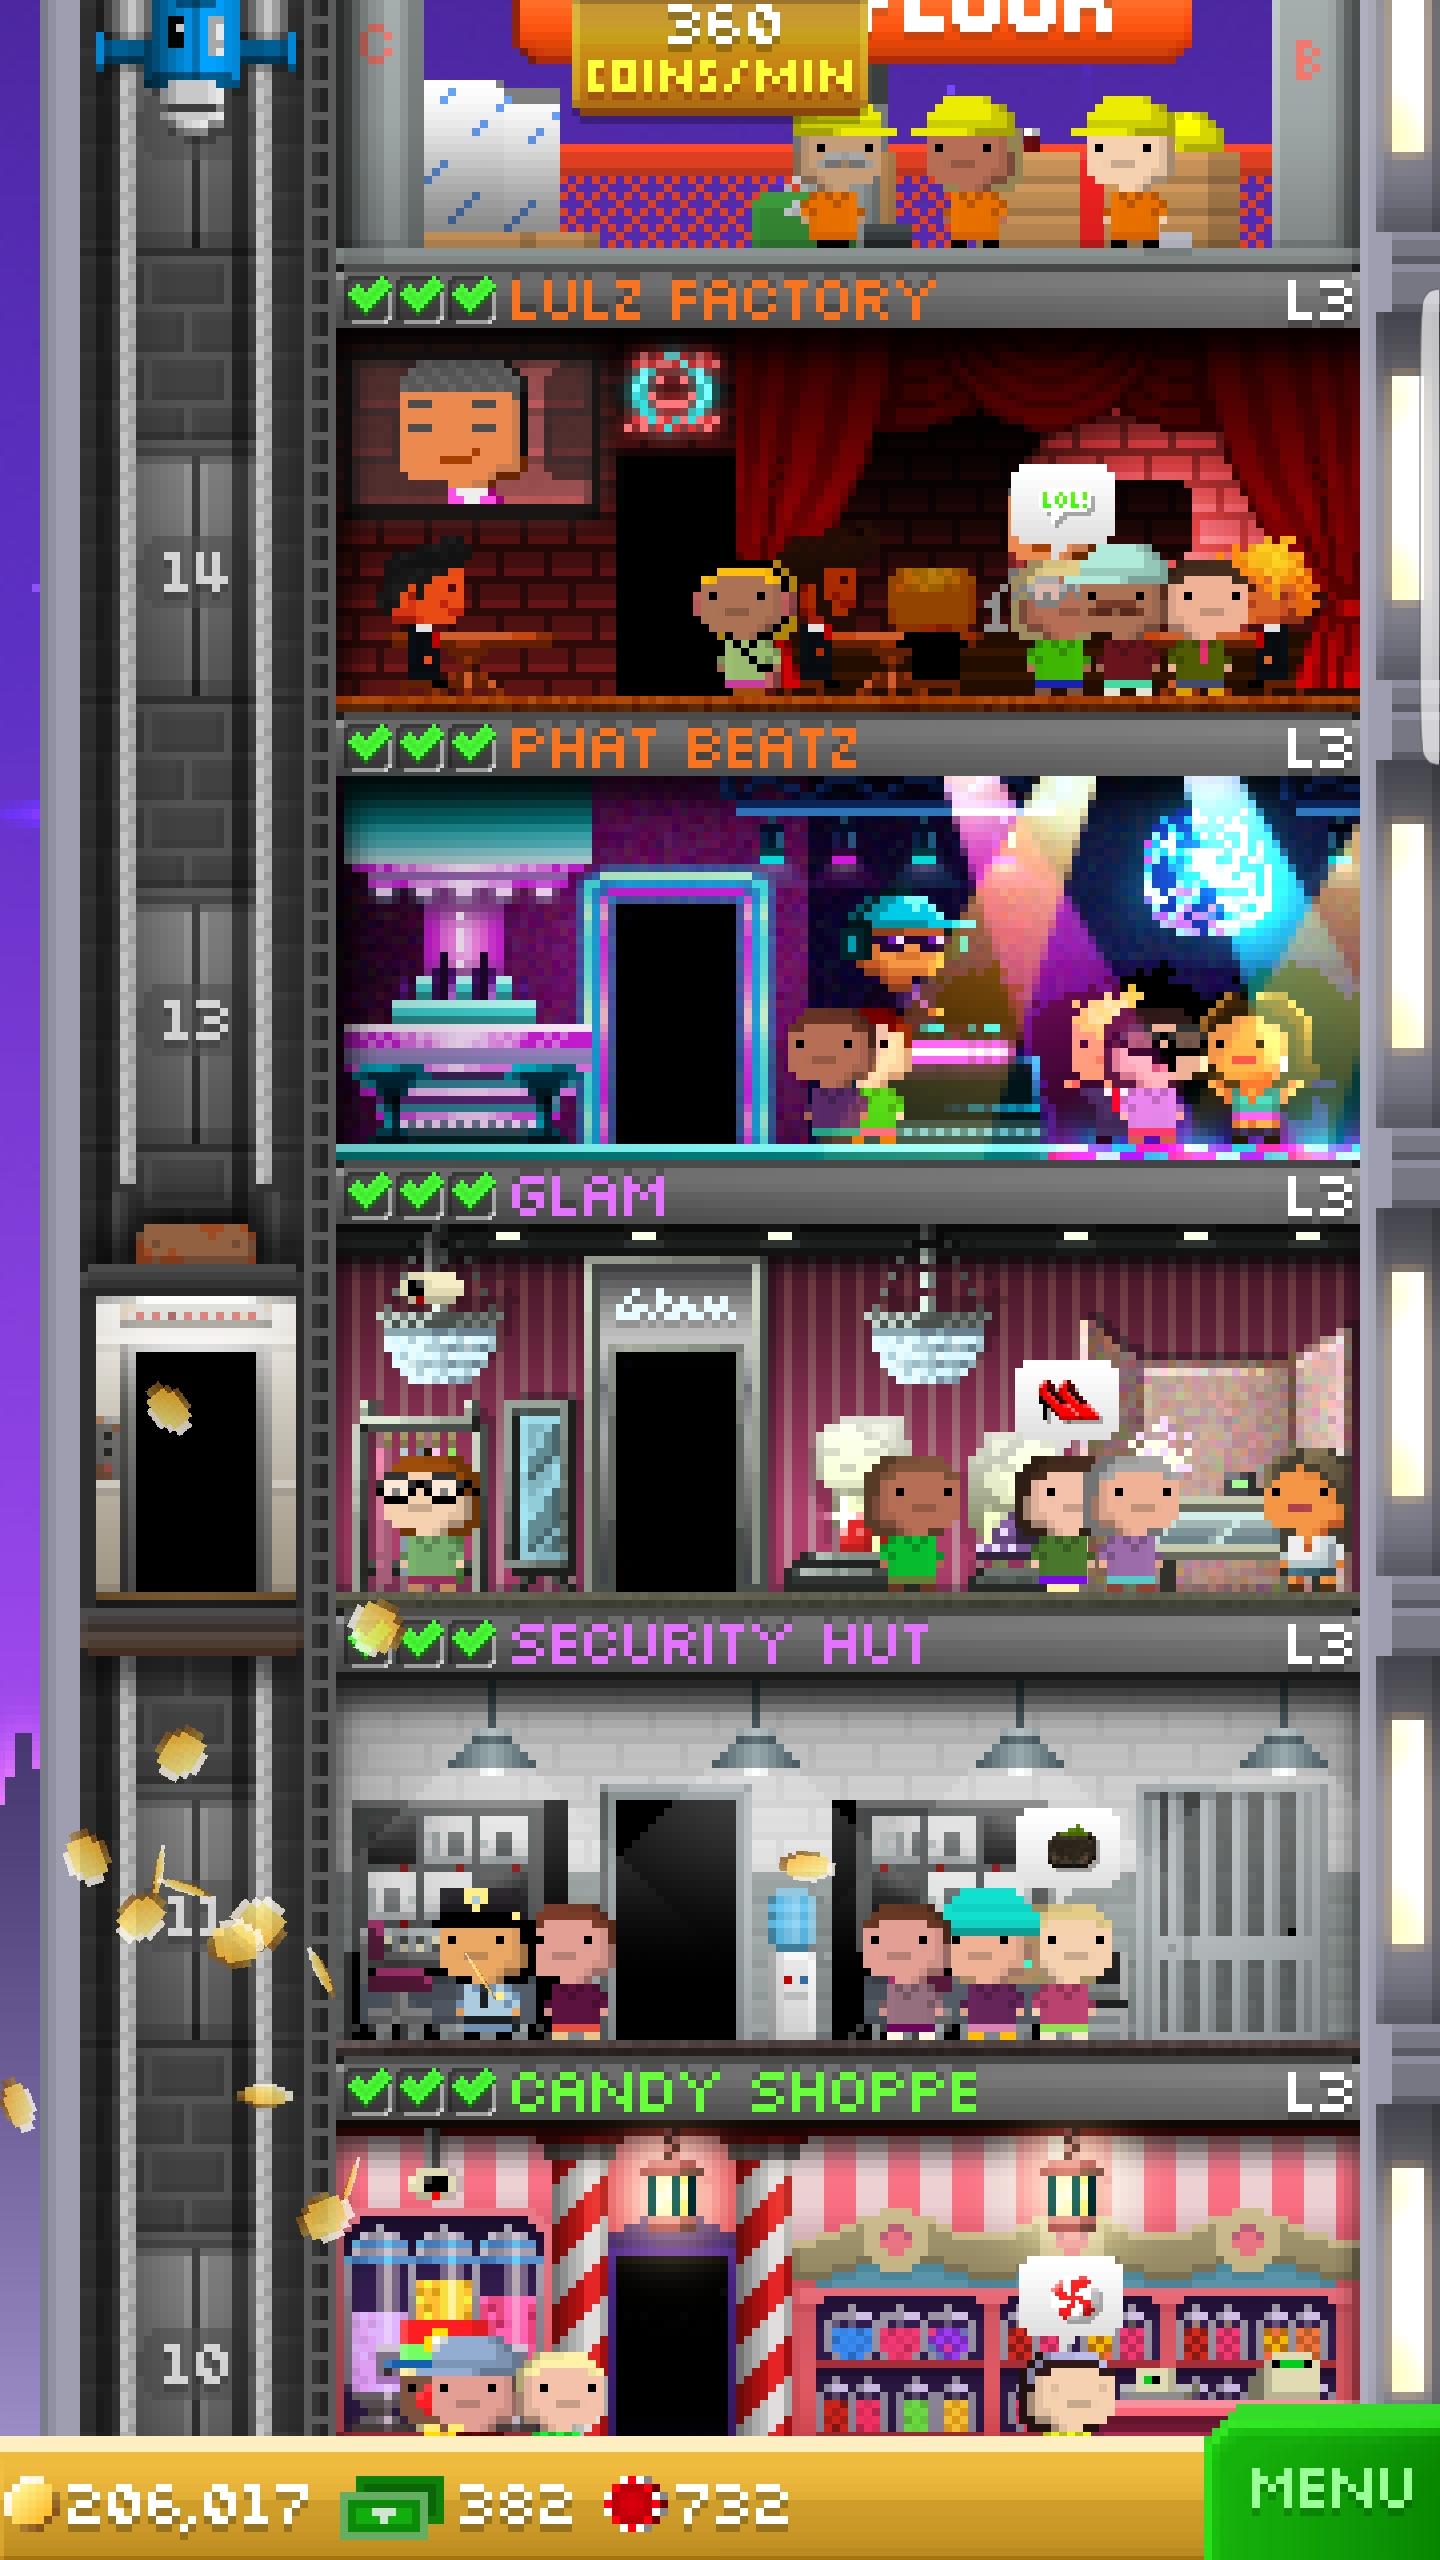 360
COINS/MIN
FLOOR
C
B
LULZ FACTORY L3
LOL!
14
PHAT BEATZ L3
13
GLAM L3
Glam
SECURITY HUT L3
11
CANDY SHOPPE L3
10
206,017 382 732
MENU